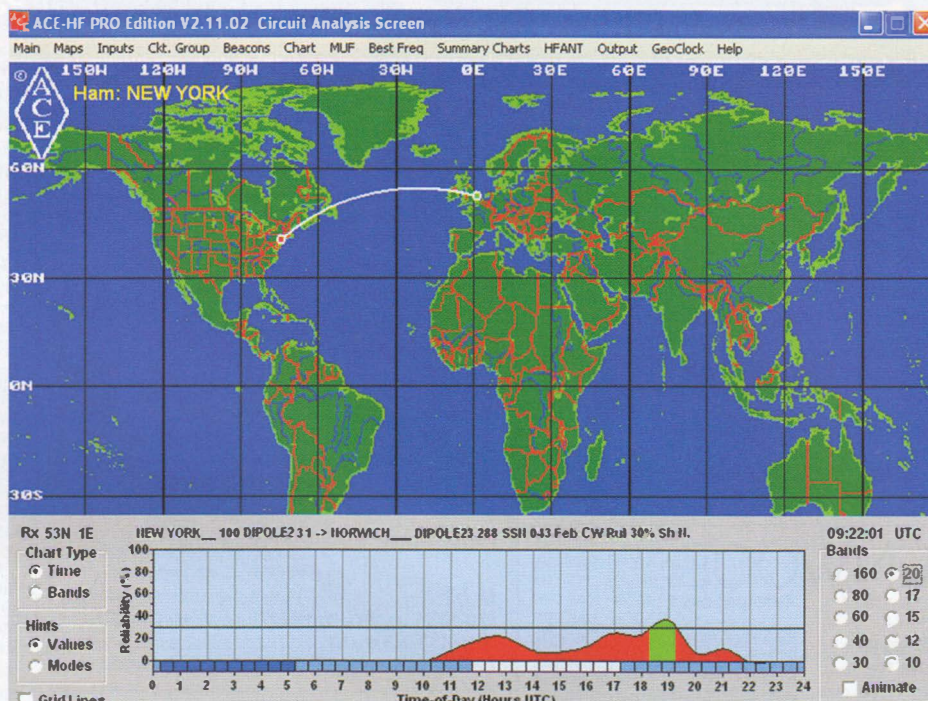 ACE-HF PRO Edition V2.11.02 Circuit Analysis Screen
Main Maps Inputs Ckt. Group Beacons Chart MUF Best Freq Summary Charts HFANT Output GeoClock Help
© 150W 120W 90W 60W 30W 0E 30E 60E 90E 120E 150E
ACE
Ham: NEW YORK
60N
30N
0N
30S
Rx 53N 1E NEW YORK__ 100 DIPOLE23 1 -> NORWICH___ DIPOLE23 288 SSN 043 Feb CW Rul 30% Sh N. 09:22:01 UTC
Chart Type
Time
Bands
Hints
Values
Modes
Grid Lines
Reliability (%)
100
80
60
40
20
0
0 1 2 3 4 5 6 7 8 9 10 11 12 13 14 15 16 17 18 19 20 21 22 23 24
Time-of-Day (Hours UTC)
Bands
160 20
80 17
60 15
40 12
30 10
Animate